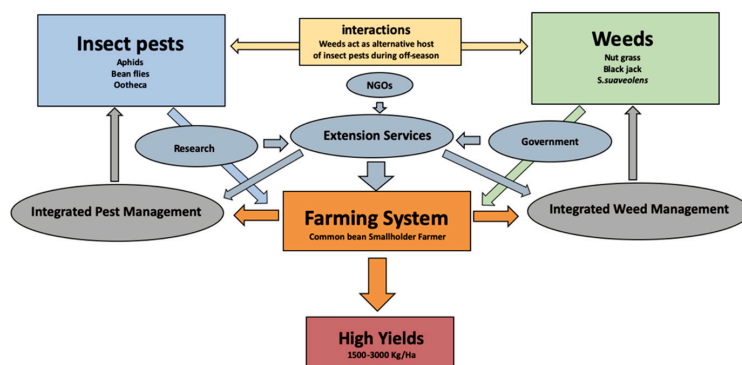 Insect pests
Aphids
Bean flies
Ootheca
interactions
Weeds act as alternative host
of insect pests during off-season
Weeds
Nut grass
Black jack
S.suaveolens
NGOs
Research
Extension Services
Government
Integrated Pest Management
Farming System
Common bean Smallholder Farmer
Integrated Weed Management
High Yields
1500-3000 Kg/Ha